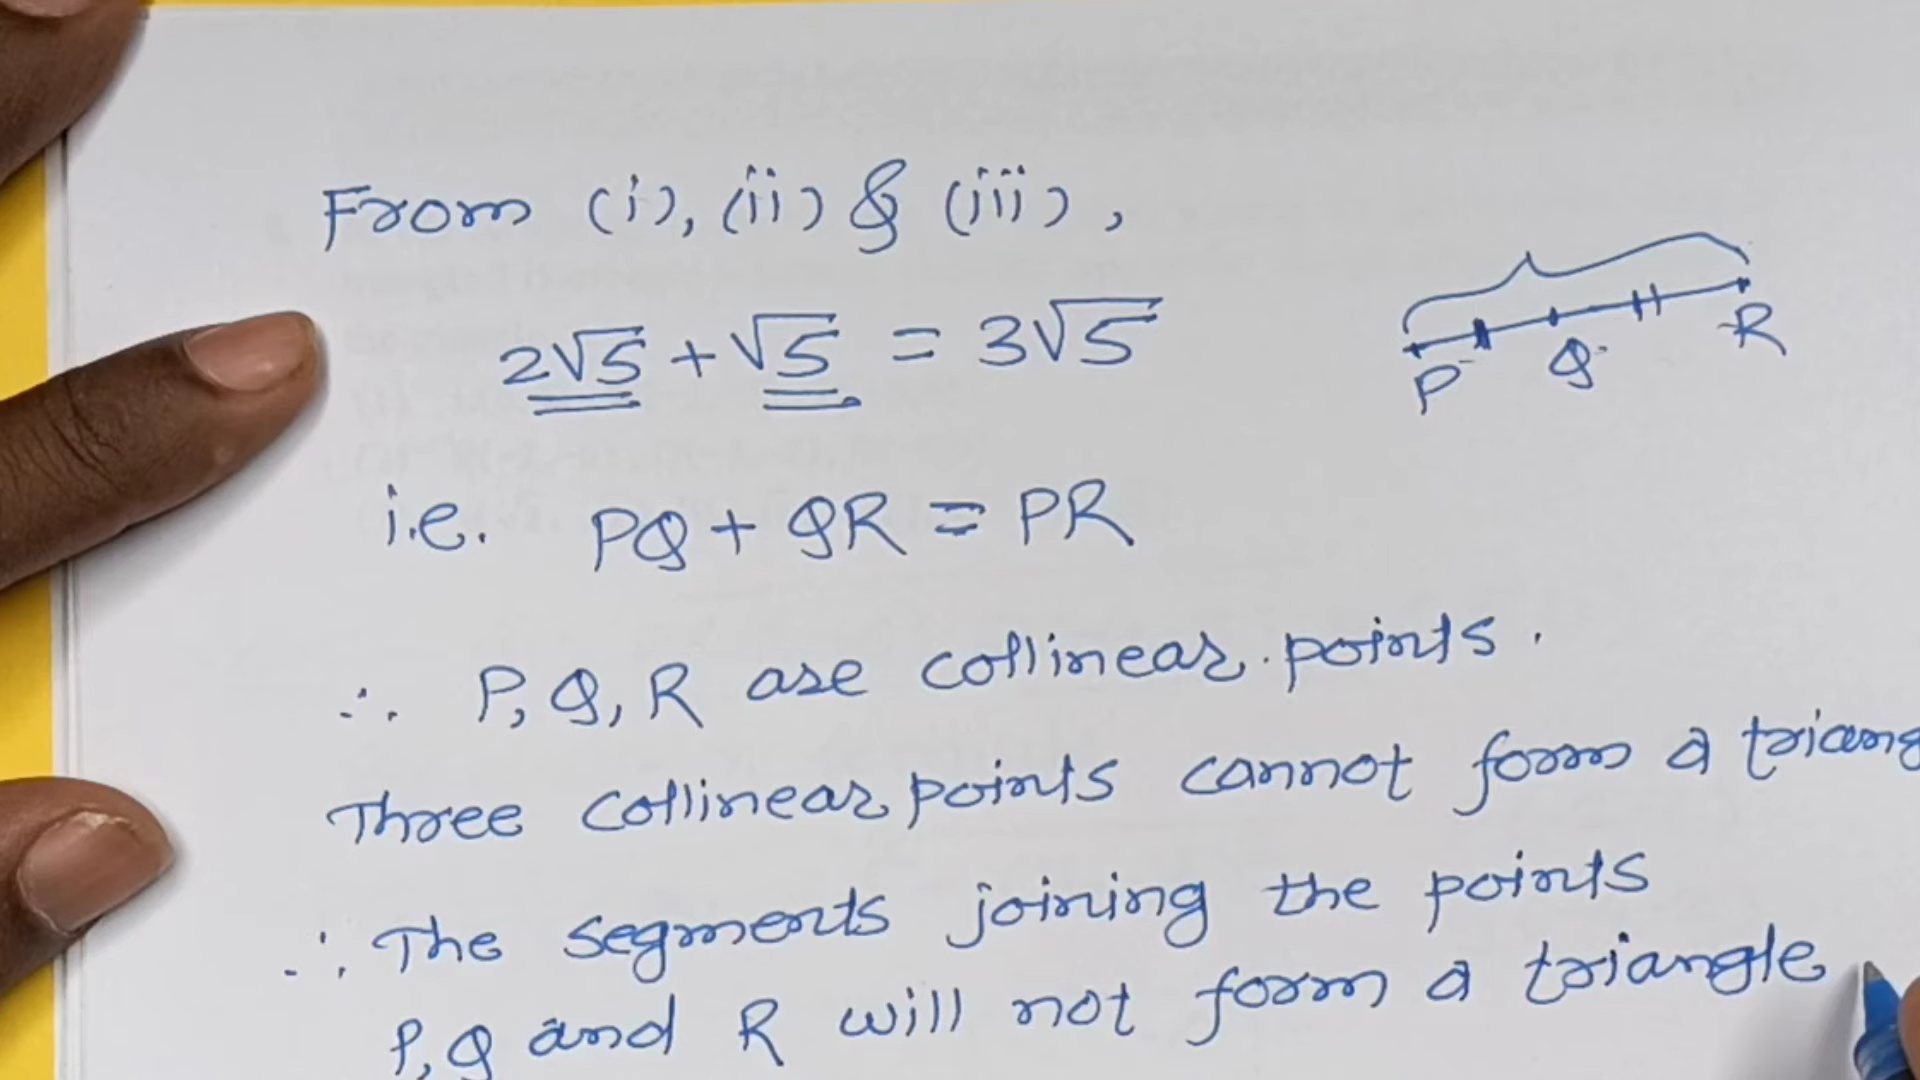 From (i), (ii) & (iii),
2√5 + √5 = 3√5
P Q R
i.e. PQ + QR = PR
∴ P, Q, R are collinear points.
Three collinear points cannot form a triang
∴ The segments joining the points
P, Q and R will not form a triangle